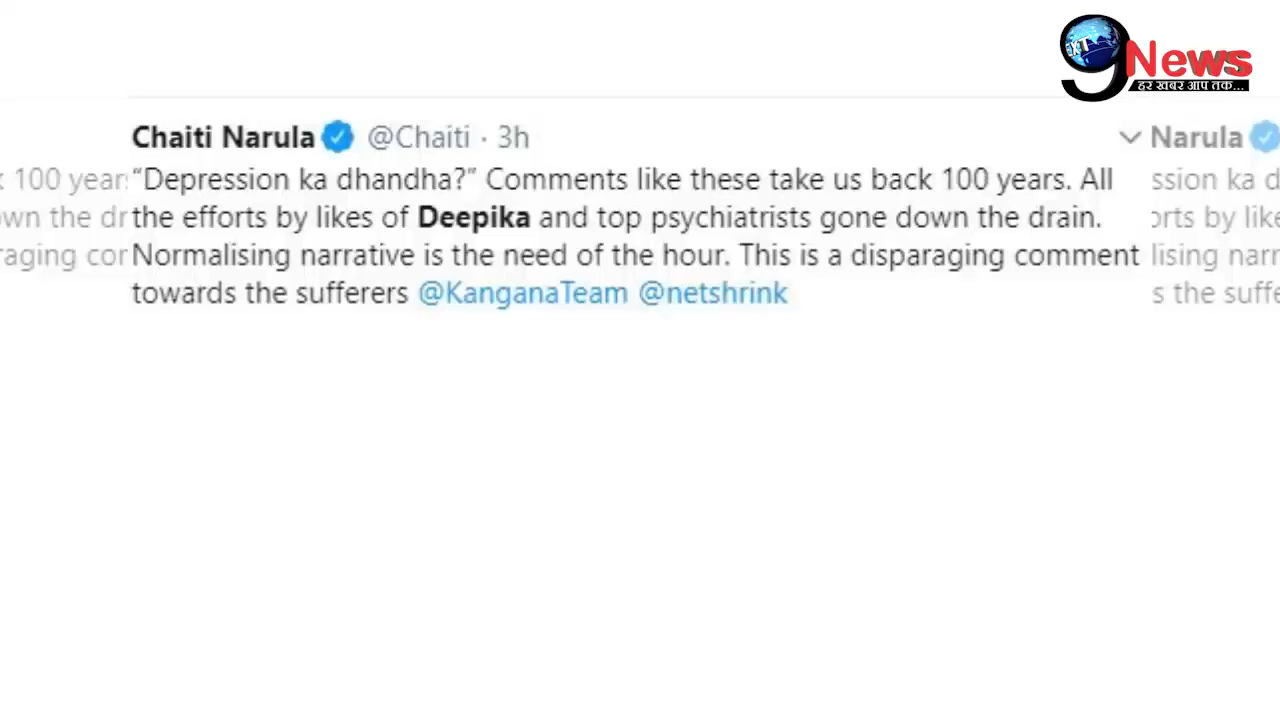 9 News
हर खबर आप तक...
Chaiti Narula @Chaiti · 3h
“Depression ka dhandha?” Comments like these take us back 100 years. All
the efforts by likes of Deepika and top psychiatrists gone down the drain.
Normalising narrative is the need of the hour. This is a disparaging comment
towards the sufferers @KanganaTeam @netshrink